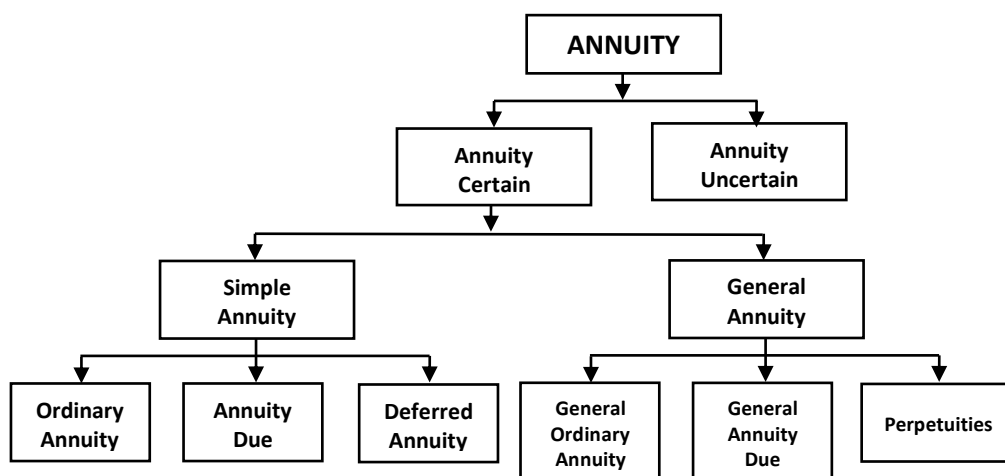 ANNUITY
Annuity
Certain
Annuity
Uncertain
Simple
Annuity
General
Annuity
Ordinary
Annuity
Annuity
Due
Deferred
Annuity
General
Ordinary
Annuity
General
Annuity
Due
Perpetuities